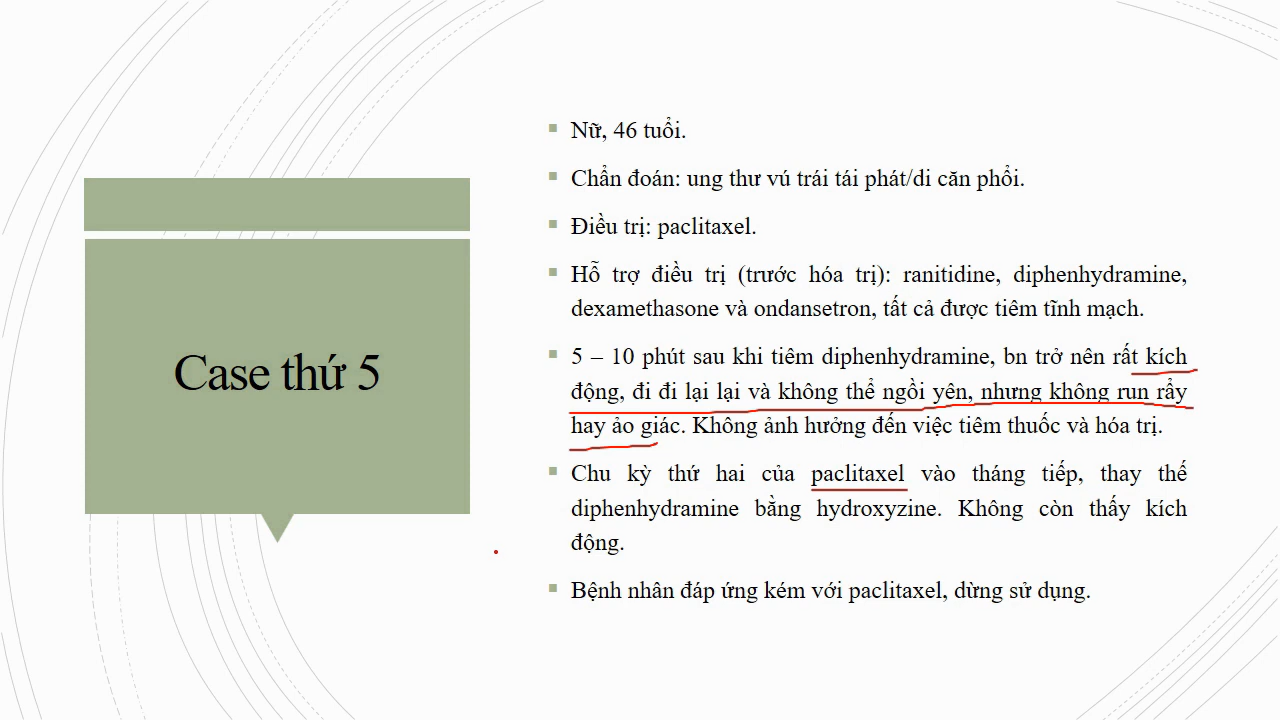 Case thứ 5
Nữ, 46 tuổi.
Chẩn đoán: ung thư vú trái tái phát/di căn phổi.
Điều trị: paclitaxel.
Hỗ trợ điều trị (trước hóa trị): ranitidine, diphenhydramine,
dexamethasone và ondansetron, tất cả được tiêm tĩnh mạch.
5 – 10 phút sau khi tiêm diphenhydramine, bn trở nên rất kích
động, đi đi lại lại và không thể ngồi yên, nhưng không run rẩy
hay ảo giác. Không ảnh hưởng đến việc tiêm thuốc và hóa trị.
Chu kỳ thứ hai của paclitaxel vào tháng tiếp, thay thế
diphenhydramine bằng hydroxyzine. Không còn thấy kích
động.
Bệnh nhân đáp ứng kém với paclitaxel, dừng sử dụng.